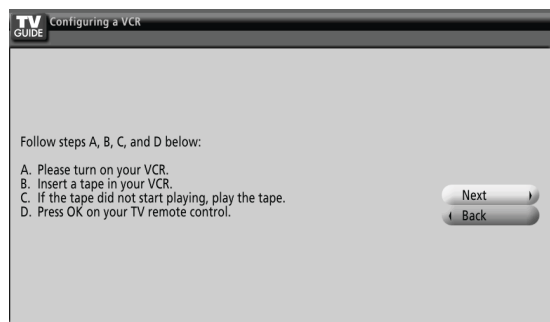 TV
GUIDE
Configuring a VCR
Follow steps A, B, C, and D below:
A. Please turn on your VCR.
B. Insert a tape in your VCR.
C. If the tape did not start playing, play the tape.
D. Press OK on your TV remote control.
Next
Back